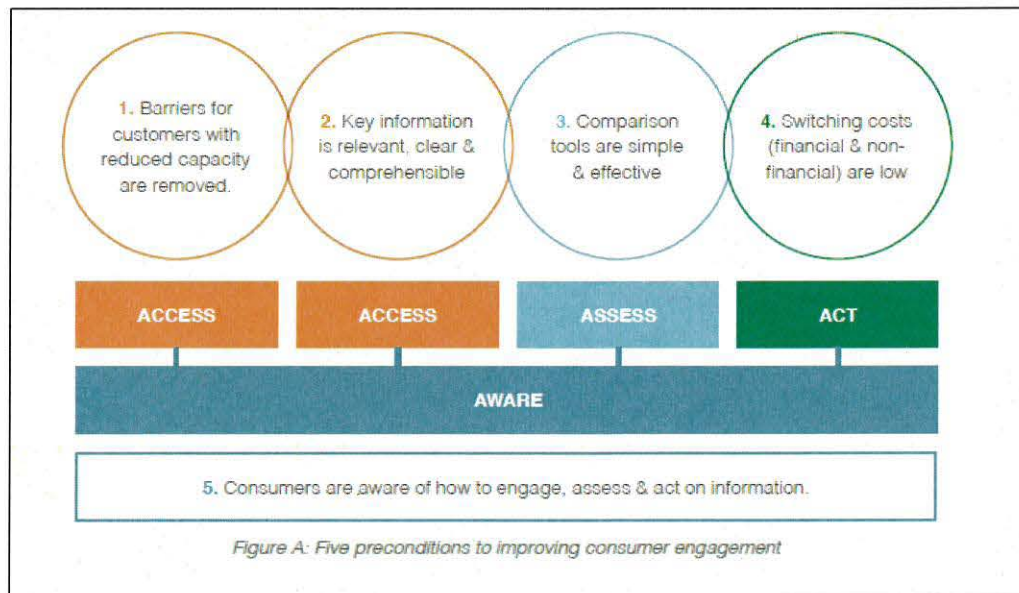 1. Barriers for
customers with
reduced capacity
are removed.
2. Key information
is relevant, clear &
comprehensible
3. Comparison
tools are simple
& effective
4. Switching costs
(financial & non-
financial) are low
ACCESS
ACCESS
ASSESS
ACT
AWARE
5. Consumers are aware of how to engage, assess & act on information.
Figure A: Five preconditions to improving consumer engagement